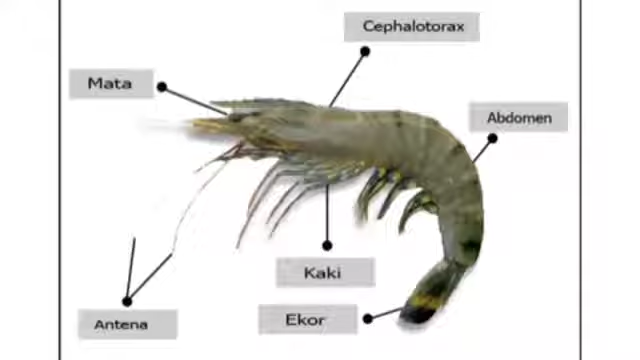 Cephalotorax
Mata
Abdomen
Kaki
Ekor
Antena